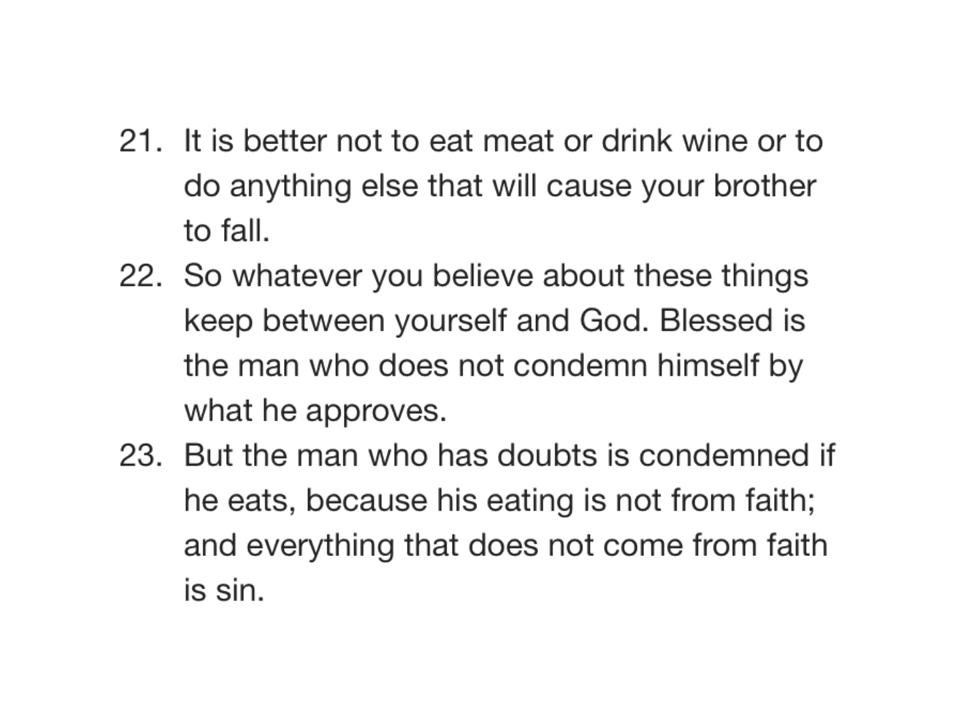 21. It is better not to eat meat or drink wine or to
do anything else that will cause your brother
to fall.
22. So whatever you believe about these things
keep between yourself and God. Blessed is
the man who does not condemn himself by
what he approves.
23. But the man who has doubts is condemned if
he eats, because his eating is not from faith;
and everything that does not come from faith
is sin.